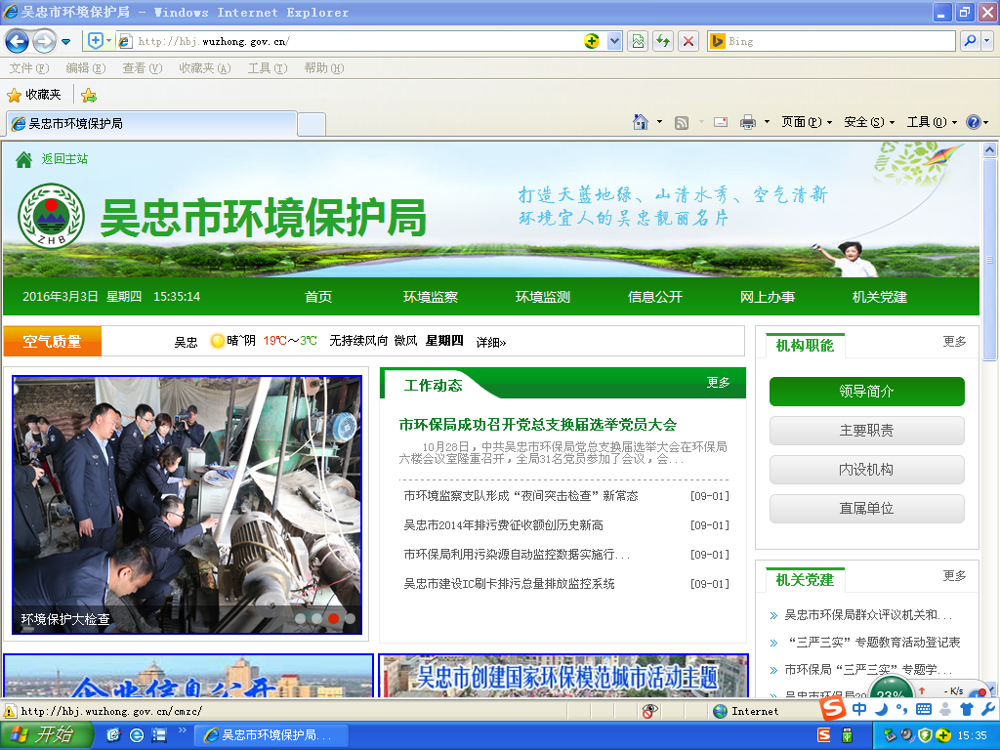 吴忠市环境保护局 - Windows Internet Explorer
http://hbj.wuzhong.gov.cn/
Bing
文件(F) 编辑(E) 查看(V) 收藏夹(A) 工具(T) 帮助(H)
收藏夹
吴忠市环境保护局
页面(P) 安全(S) 工具(O)
返回主站
ZHB
吴忠市环境保护局
打造天蓝地绿、山清水秀、空气清新
环境宜人的吴忠靓丽名片
2016年3月3日 星期四 15:35:14 首页 环境监察 环境监测 信息公开 网上办事 机关党建
空气质量 吴忠 晴~阴 19℃~3℃ 无持续风向 微风 星期四 详细»
机构职能 更多
领导简介
主要职责
内设机构
直属单位
环境保护大检查
工作动态 更多
市环保局成功召开党总支换届选举党员大会
10月28日，中共吴忠市环保局党总支换届选举大会在环保局
六楼会议室隆重召开，全局31名党员参加了会议，会...
市环境监察支队形成“夜间突击检查”新常态 [09-01]
吴忠市2014年排污费征收额创历史新高 [09-01]
市环保局利用污染源自动监控数据实施行... [09-01]
吴忠市建设IC刷卡排污总量排放监控系统 [09-01]
机关党建 更多
吴忠市环保局群众评议机关和...
“三严三实”专题教育活动登记表
市环保局“三严三实”专题学...
企业信息公开
吴忠市创建国家环保模范城市活动主题
23%
- K/s
http://hbj.wuzhong.gov.cn/cmzc/
Internet
中
开始
吴忠市环境保护局...
15:35